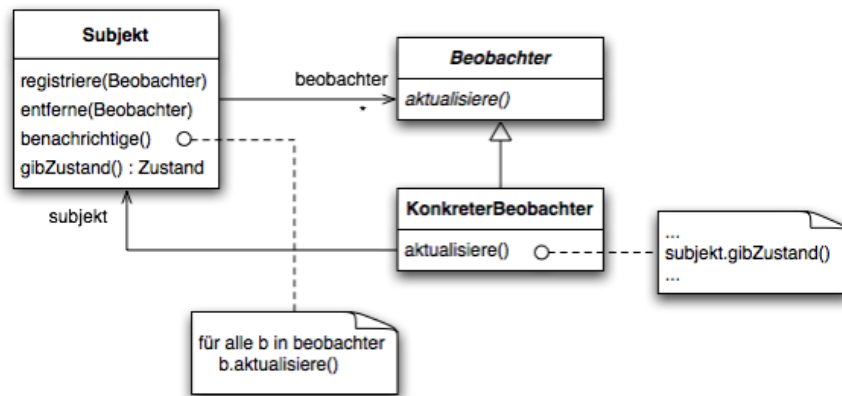 Subjekt
registriere(Beobachter)
entferne(Beobachter)
benachrichtige()
gibZustand() : Zustand
beobachter
*
Beobachter
aktualisiere()
subjekt
KonkreterBeobachter
aktualisiere()
...
subjekt.gibZustand()
...
für alle b in beobachter
b.aktualisiere()